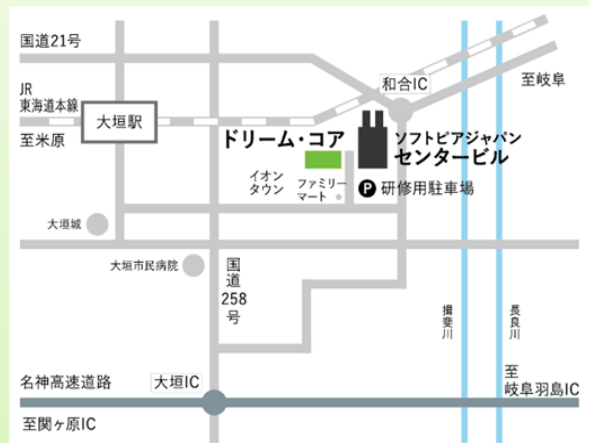 国道21号
和合IC
至岐阜
JR
東海道本線
大垣駅
至米原
ドリーム・コア
ソフトピアジャパン
センタービル
イオン
タウン
ファミリー
マート
P 研修用駐車場
大垣城
大垣市民病院
国道258号
揖斐川
長良川
名神高速道路
大垣IC
至
岐阜羽島IC
至関ヶ原IC